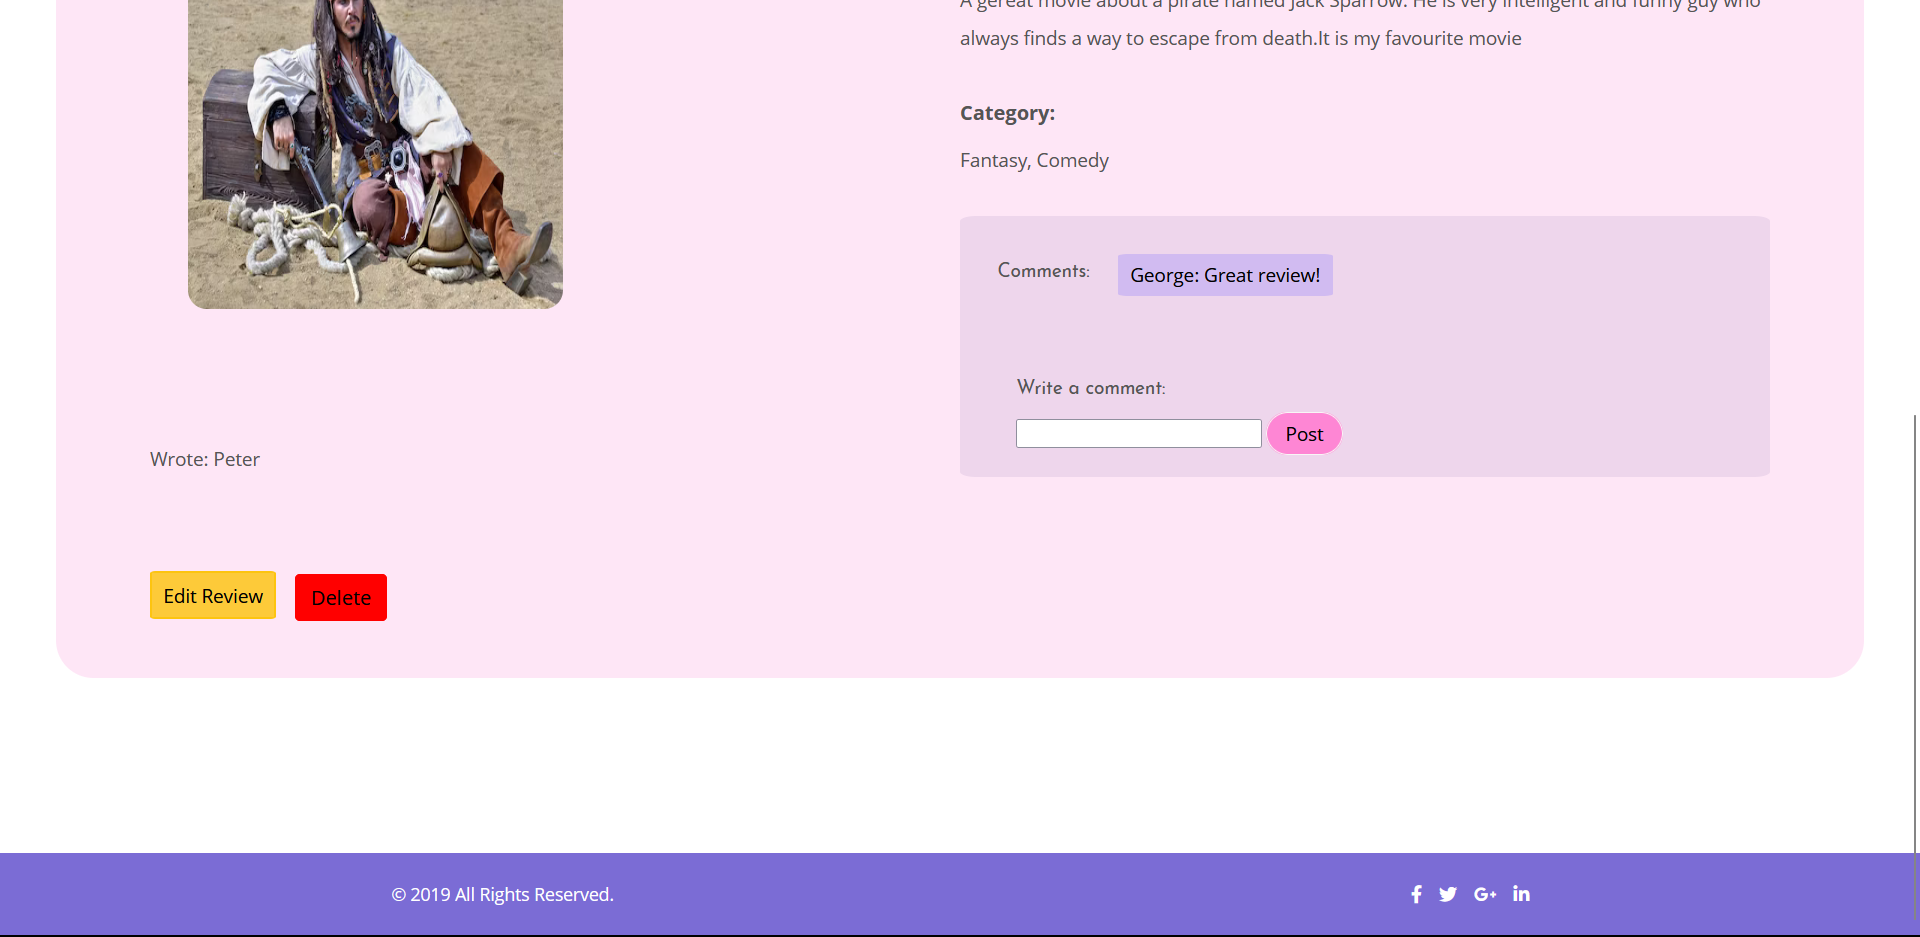 A gereat movie about a pirate named Jack Sparrow. He is very intelligent and funny guy who
always finds a way to escape from death.It is my favourite movie
Category:
Fantasy, Comedy
Comments:
George: Great review!
Write a comment:
Post
Wrote: Peter
Edit Review
Delete
© 2019 All Rights Reserved.